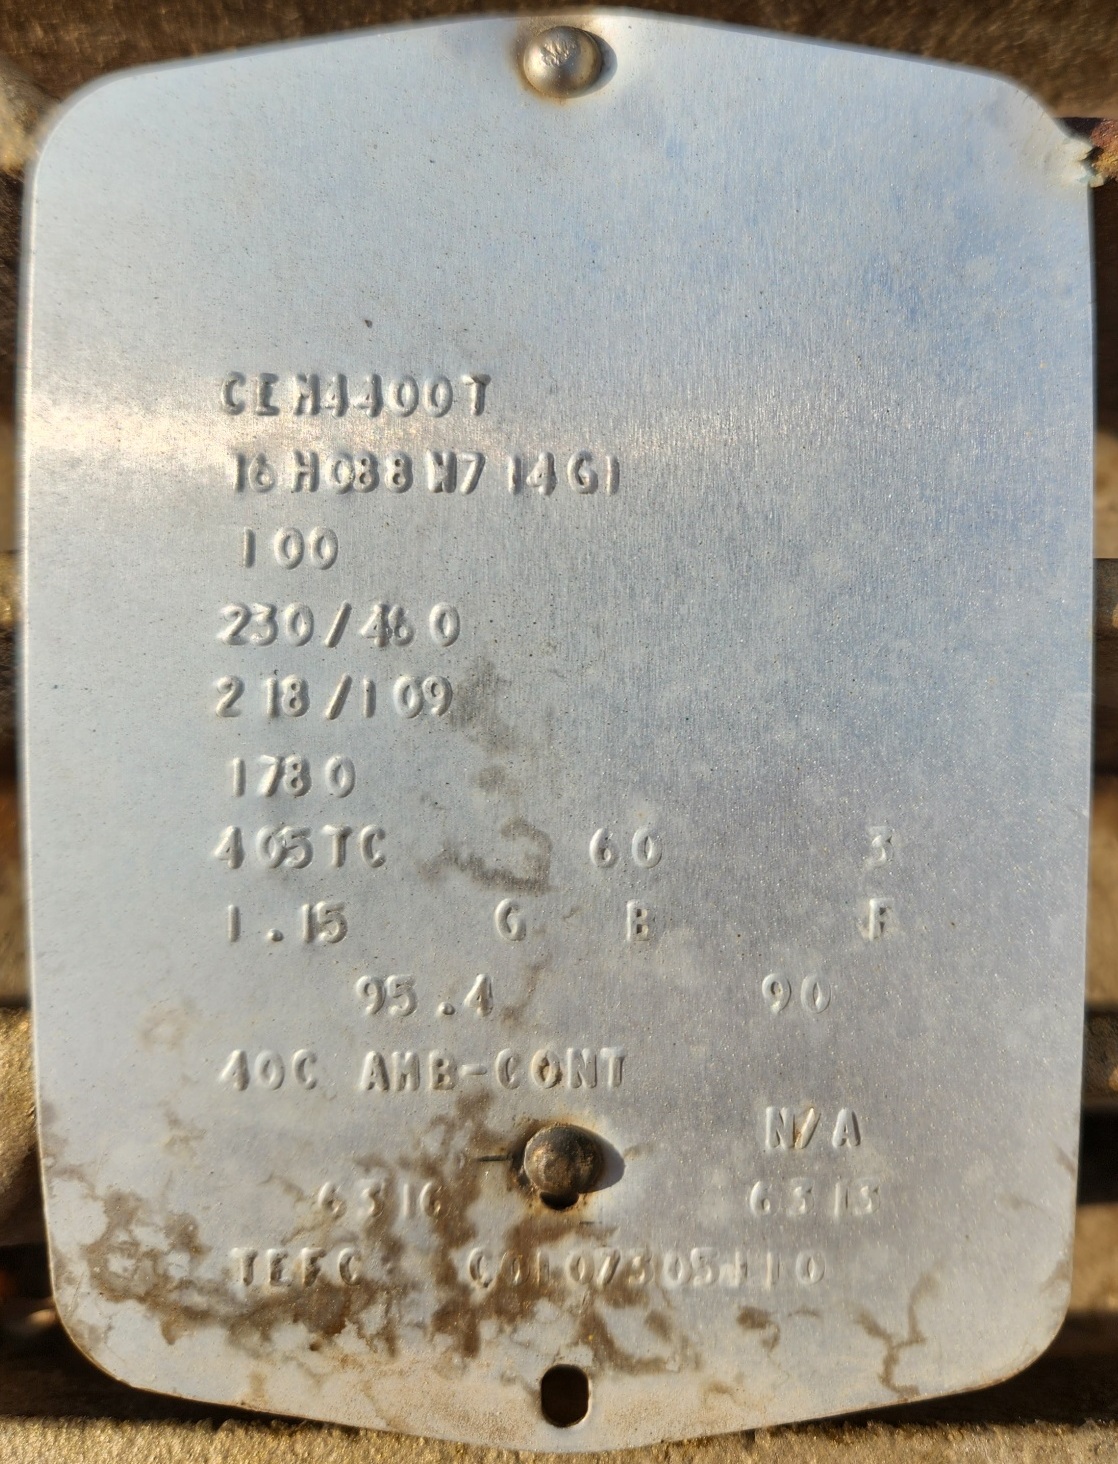 CEM4400T
16H088W714G1
100
230/460
218/109
1780
405TC 60 3
1.15 G B F
95.4 90
40C AMB-CONT
N/A
6316 6313
TEFC